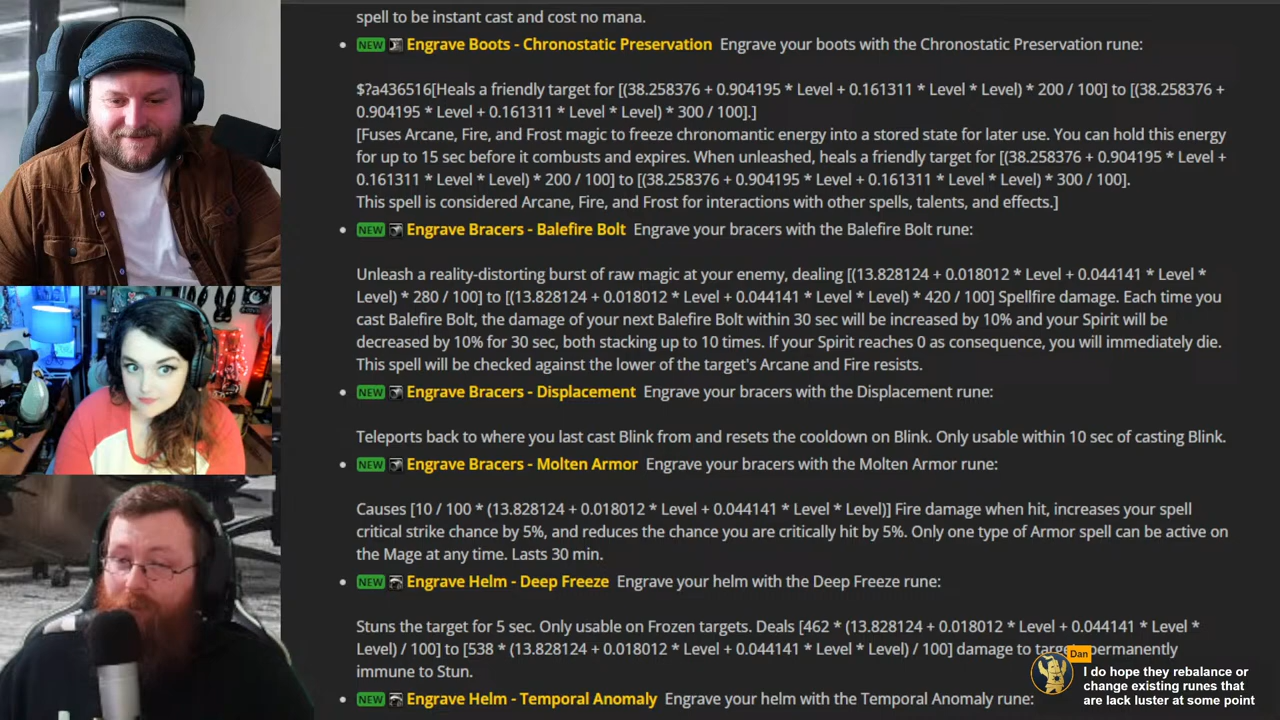 spell to be instant cast and cost no mana.
NEW Engrave Boots - Chronostatic Preservation Engrave your boots with the Chronostatic Preservation rune:
$?a436516[Heals a friendly target for [(38.258376 + 0.904195 * Level + 0.161311 * Level * Level) * 200 / 100] to [(38.258376 +
0.904195 * Level + 0.161311 * Level * Level) * 300 / 100].]
[Fuses Arcane, Fire, and Frost magic to freeze chronomantic energy into a stored state for later use. You can hold this energy
for up to 15 sec before it combusts and expires. When unleashed, heals a friendly target for [(38.258376 + 0.904195 * Level +
0.161311 * Level * Level) * 200 / 100] to [(38.258376 + 0.904195 * Level + 0.161311 * Level * Level) * 300 / 100].
This spell is considered Arcane, Fire, and Frost for interactions with other spells, talents, and effects.]
NEW Engrave Bracers - Balefire Bolt Engrave your bracers with the Balefire Bolt rune:
Unleash a reality-distorting burst of raw magic at your enemy, dealing [(13.828124 + 0.018012 * Level + 0.044141 * Level *
Level) * 280 / 100] to [(13.828124 + 0.018012 * Level + 0.044141 * Level * Level) * 420 / 100] Spellfire damage. Each time you
cast Balefire Bolt, the damage of your next Balefire Bolt within 30 sec will be increased by 10% and your Spirit will be
decreased by 10% for 30 sec, both stacking up to 10 times. If your Spirit reaches 0 as consequence, you will immediately die.
This spell will be checked against the lower of the target's Arcane and Fire resists.
NEW Engrave Bracers - Displacement Engrave your bracers with the Displacement rune:
Teleports back to where you last cast Blink from and resets the cooldown on Blink. Only usable within 10 sec of casting Blink.
NEW Engrave Bracers - Molten Armor Engrave your bracers with the Molten Armor rune:
Causes [10 / 100 * (13.828124 + 0.018012 * Level + 0.044141 * Level * Level)] Fire damage when hit, increases your spell
critical strike chance by 5%, and reduces the chance you are critically hit by 5%. Only one type of Armor spell can be active on
the Mage at any time. Lasts 30 min.
NEW Engrave Helm - Deep Freeze Engrave your helm with the Deep Freeze rune:
Stuns the target for 5 sec. Only usable on Frozen targets. Deals [462 * (13.828124 + 0.018012 * Level + 0.044141 * Level *
Level) / 100] to [538 * (13.828124 + 0.018012 * Level + 0.044141 * Level * Level) / 100] damage to permanently
immune to Stun.
NEW Engrave Helm - Temporal Anomaly Engrave your helm with the Temporal Anomaly rune:
Dan
I do hope they rebalance or
change existing runes that
are lack luster at some point